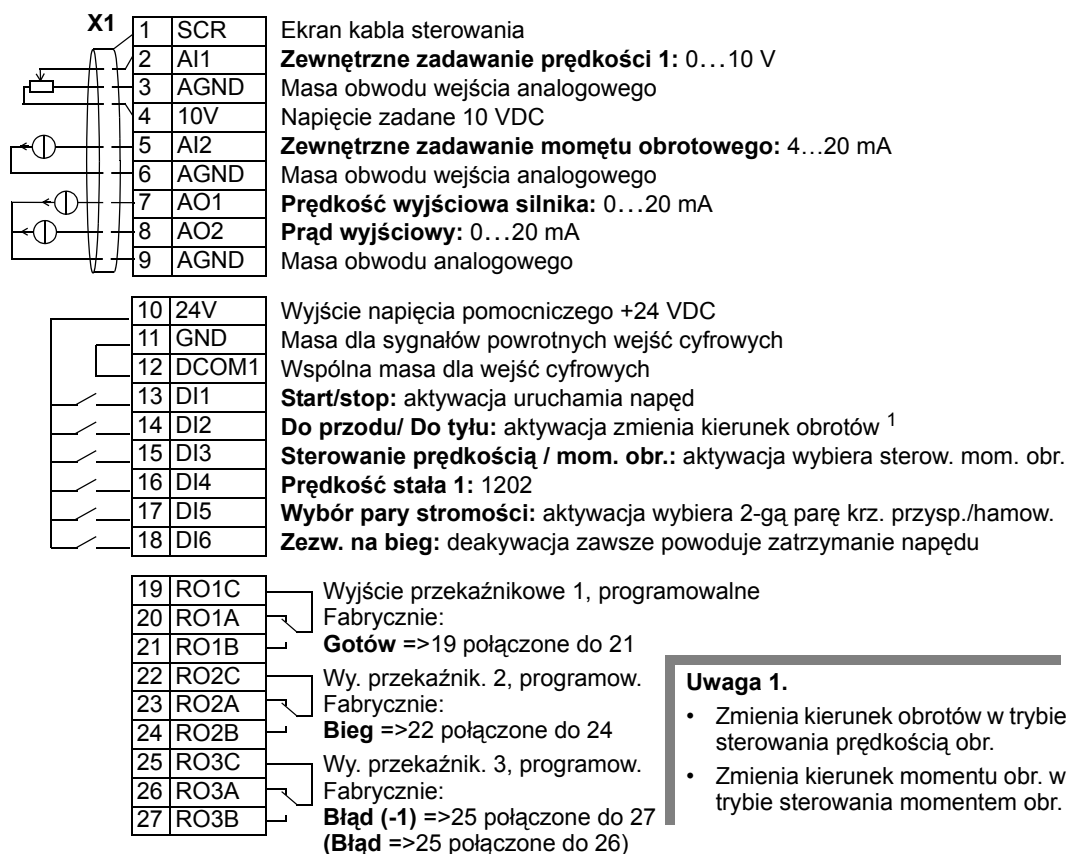 X1
1 SCR Ekran kabla sterowania
2 AI1 Zewnętrzne zadawanie prędkości 1: 0…10 V
3 AGND Masa obwodu wejścia analogowego
4 10V Napięcie zadane 10 VDC
5 AI2 Zewnętrzne zadawanie momętu obrotowego: 4…20 mA
6 AGND Masa obwodu wejścia analogowego
7 AO1 Prędkość wyjściowa silnika: 0…20 mA
8 AO2 Prąd wyjściowy: 0…20 mA
9 AGND Masa obwodu analogowego
10 24V Wyjście napięcia pomocniczego +24 VDC
11 GND Masa dla sygnałów powrotnych wejść cyfrowych
12 DCOM1 Wspólna masa dla wejść cyfrowych
13 DI1 Start/stop: aktywacja uruchamia napęd
14 DI2 Do przodu/ Do tyłu: aktywacja zmienia kierunek obrotów 1
15 DI3 Sterowanie prędkością / mom. obr.: aktywacja wybiera sterow. mom. obr.
16 DI4 Prędkość stała 1: 1202
17 DI5 Wybór pary stromości: aktywacja wybiera 2-gą parę krz. przysp./hamow.
18 DI6 Zezw. na bieg: deakywacja zawsze powoduje zatrzymanie napędu
19 RO1C Wyjście przekaźnikowe 1, programowalne
20 RO1A Fabrycznie:
21 RO1B Gotów =>19 połączone do 21
22 RO2C Wy. przekaźnik. 2, programow.
23 RO2A Fabrycznie:
24 RO2B Bieg =>22 połączone do 24
25 RO3C Wy. przekaźnik. 3, programow.
26 RO3A Fabrycznie:
27 RO3B Błąd (-1) =>25 połączone do 27
(Błąd =>25 połączone do 26)
Uwaga 1.
• Zmienia kierunek obrotów w trybie
sterowania prędkością obr.
• Zmienia kierunek momentu obr. w
trybie sterowania momentem obr.